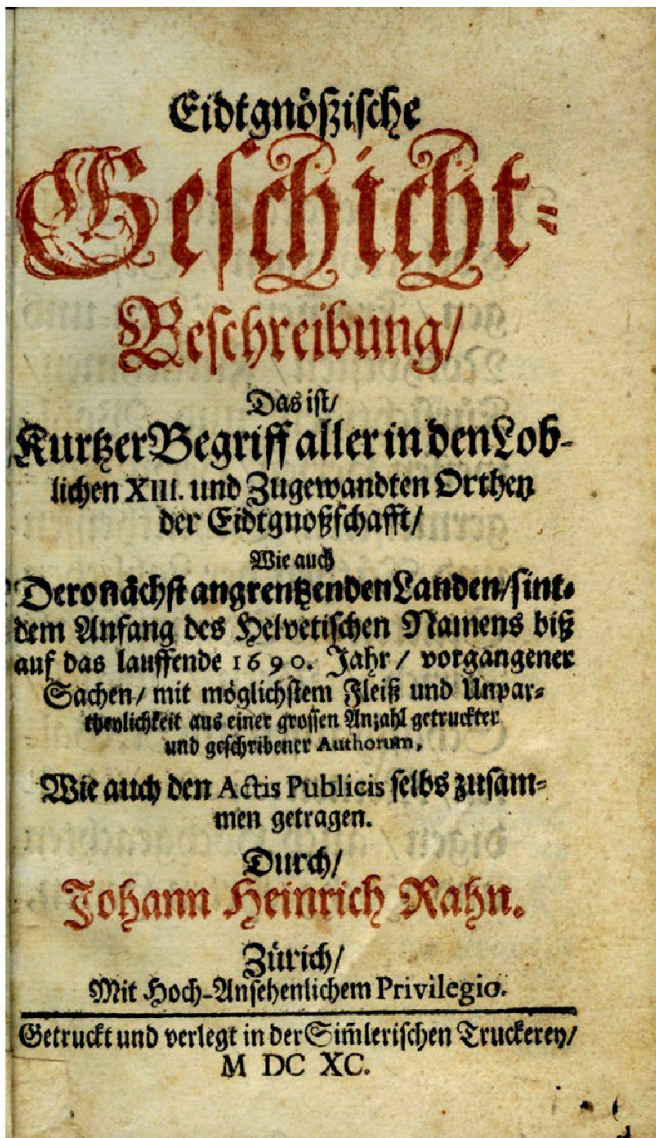 Eidtgnößische
Geschicht-
Beschreibung/
Das ist/
Kurtzer Begriff aller in den Lob-
lichen XIII. und Zugewandten Orthen
der Eidtgnoßschafft/
Wie auch
Dero nächst angrentzenden Landen/ sint-
dem Anfang des Helvetischen Namens biß
auf das lauffende 1690. Jahr/ vorgangener
Sachen/ mit möglichstem Fleiß und Unpar-
theylichkeit aus einer grossen Anzahl getruckter
und geschribener Authorum,
Wie auch den Actis Publicis selbs zusam-
men getragen.
Durch/
Johann Heinrich Rahn.
Zürich/
Mit Hoch-Ansehenlichem Privilegio.
Getruckt und verlegt in der Sim̃lerischen Truckerey/
M DC XC.